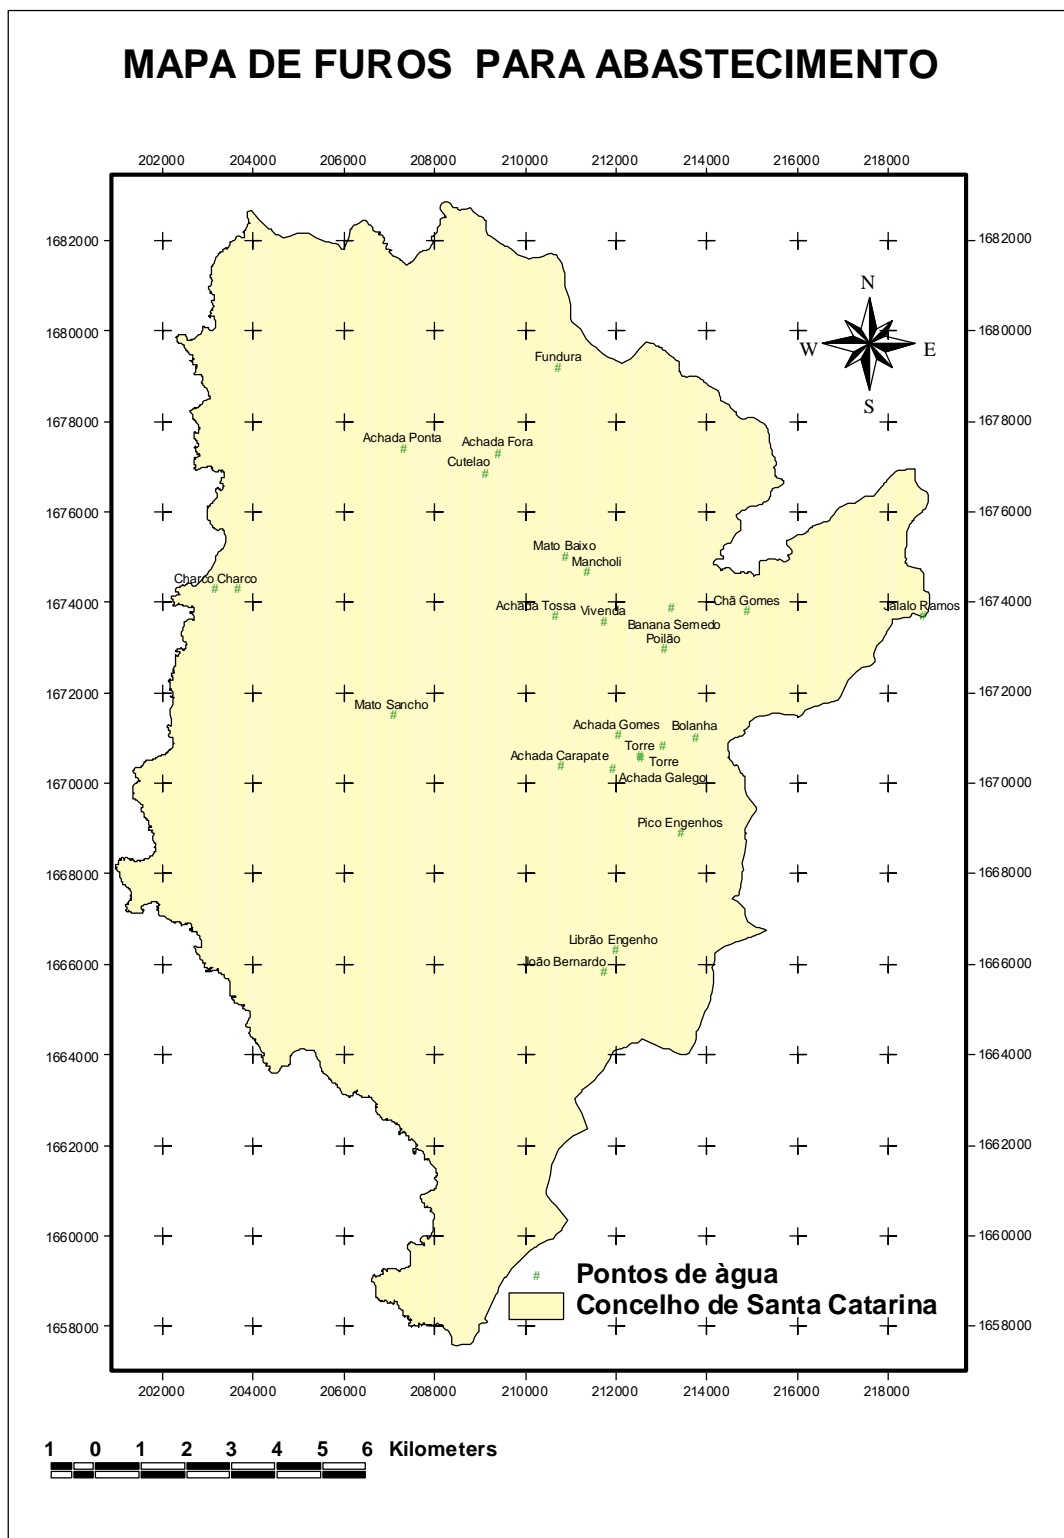 MAPA DE FUROS PARA ABASTECIMENTO
202000 204000 206000 208000 210000 212000 214000 216000 218000
1682000 1682000
N
1680000 1680000
W E
S
Fundura
1678000 1678000
Achada Ponta Achada Fora
Cutelao
1676000 1676000
Mato Baixo
Mancholi
Charco Charco
1674000 1674000
Achada Tossa Vivenda Chã Gomes Jalalo Ramos
Banana Semedo
Poilão
1672000 1672000
Mato Sancho
Achada Gomes Bolanha
Torre
Achada Carapate Torre
1670000 1670000
Achada Galego
Pico Engenhos
1668000 1668000
Librão Engenho
João Bernardo
1666000 1666000
1664000 1664000
1662000 1662000
1660000 1660000
# Pontos de àgua
Concelho de Santa Catarina
1658000 1658000
202000 204000 206000 208000 210000 212000 214000 216000 218000
1 0 1 2 3 4 5 6 Kilometers